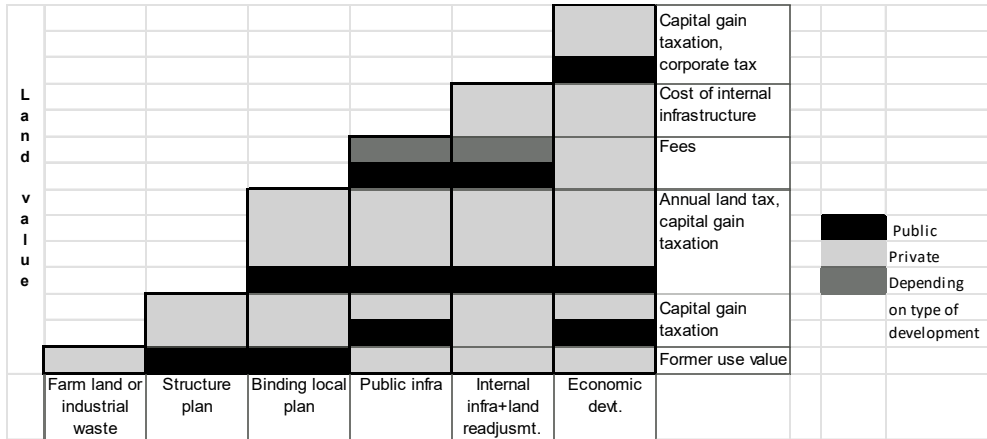 Land value
Capital gain
taxation,
corporate tax
Cost of internal
infrastructure
Fees
Annual land tax,
capital gain
taxation
Capital gain
taxation
Former use value
Public
Private
Depending
on type of
development
Farm land or
industrial
waste
Structure
plan
Binding local
plan
Public infra
Internal
infra+land
readjusmt.
Economic
devt.